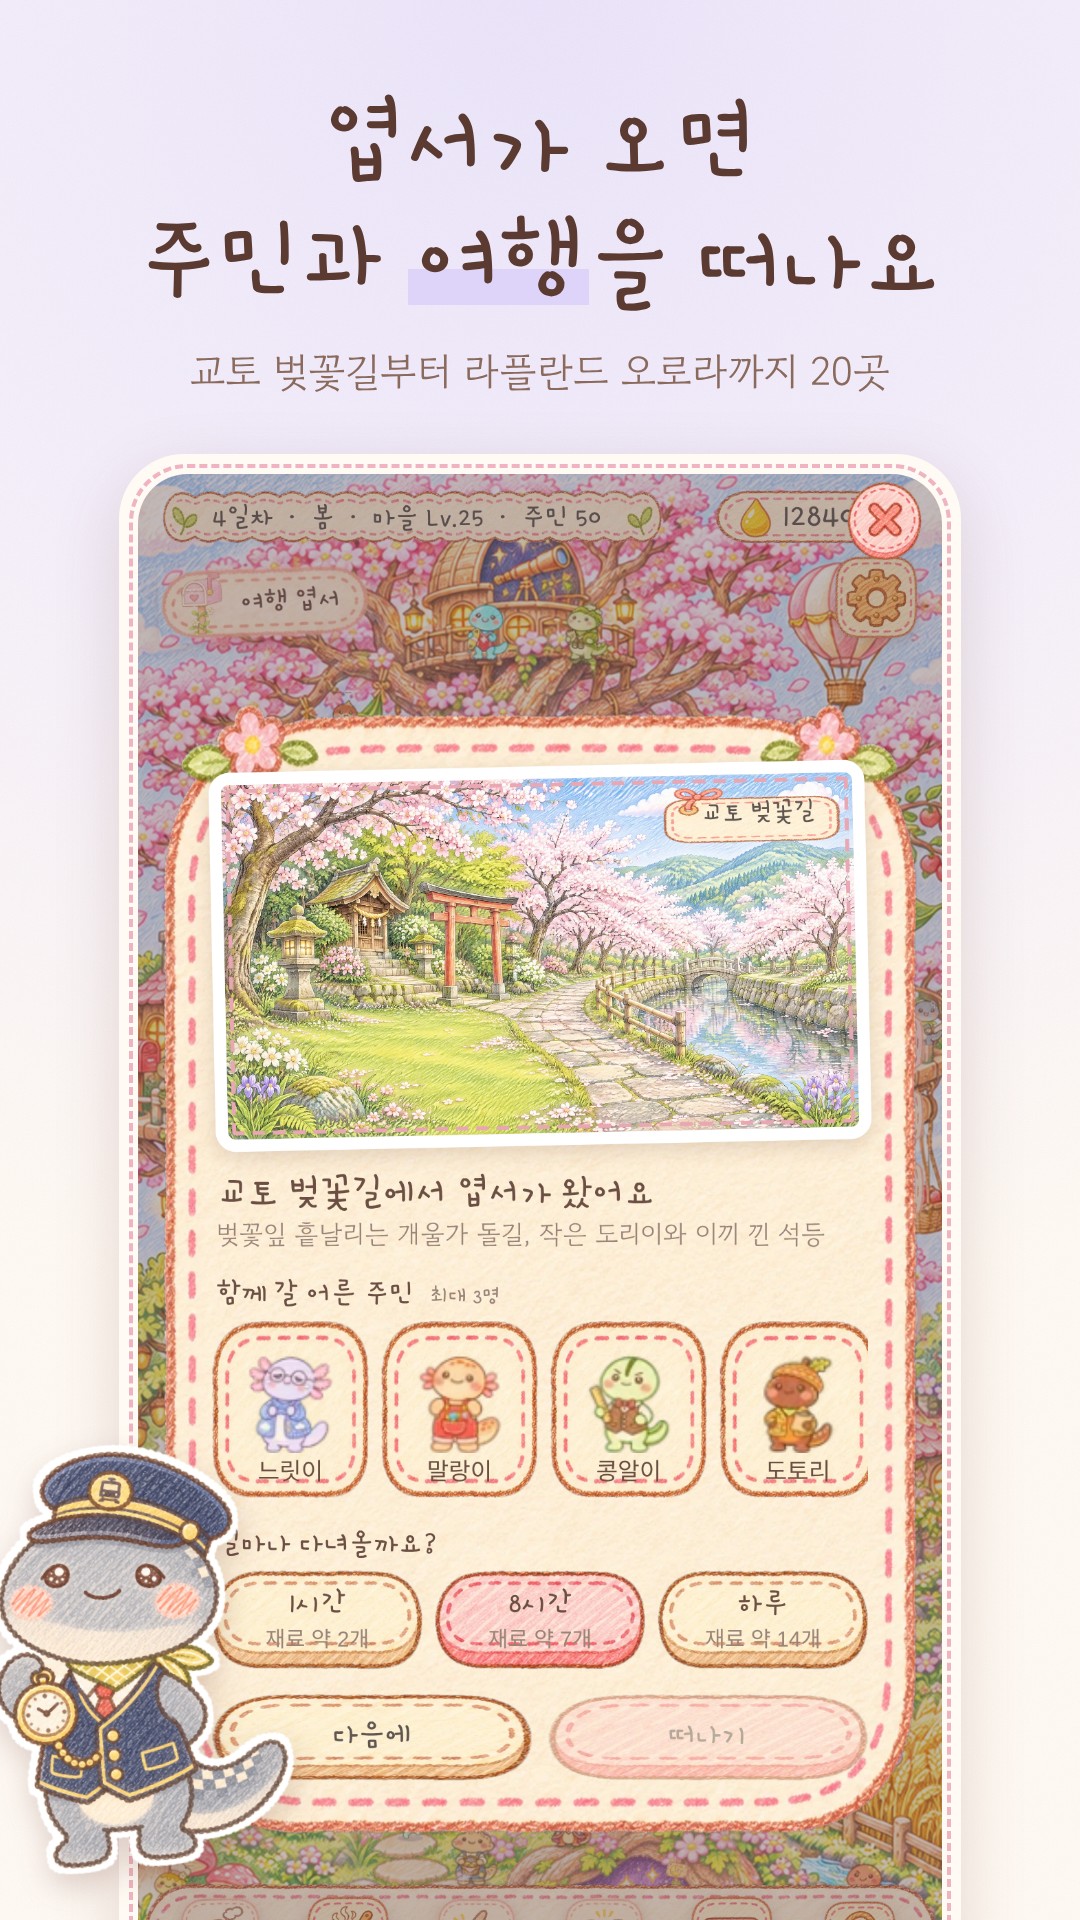 엽서가 오면
주민과 여행을 떠나요
교토 벚꽃길부터 라플란드 오로라까지 20곳
4일차 · 봄 · 마을 Lv.25 · 주민 50
1284
여행 엽서
교토 벚꽃길
교토 벚꽃길에서 엽서가 왔어요
벚꽃잎 흩날리는 개울가 돌길, 작은 도리이와 이끼 낀 석등
함께 갈 어른 주민 최대 3명
느릿이 말랑이 콩알이 도토리
얼마나 다녀올까요?
1시간 8시간 하루
재료 약 2개 재료 약 7개 재료 약 14개
다음에 떠나기